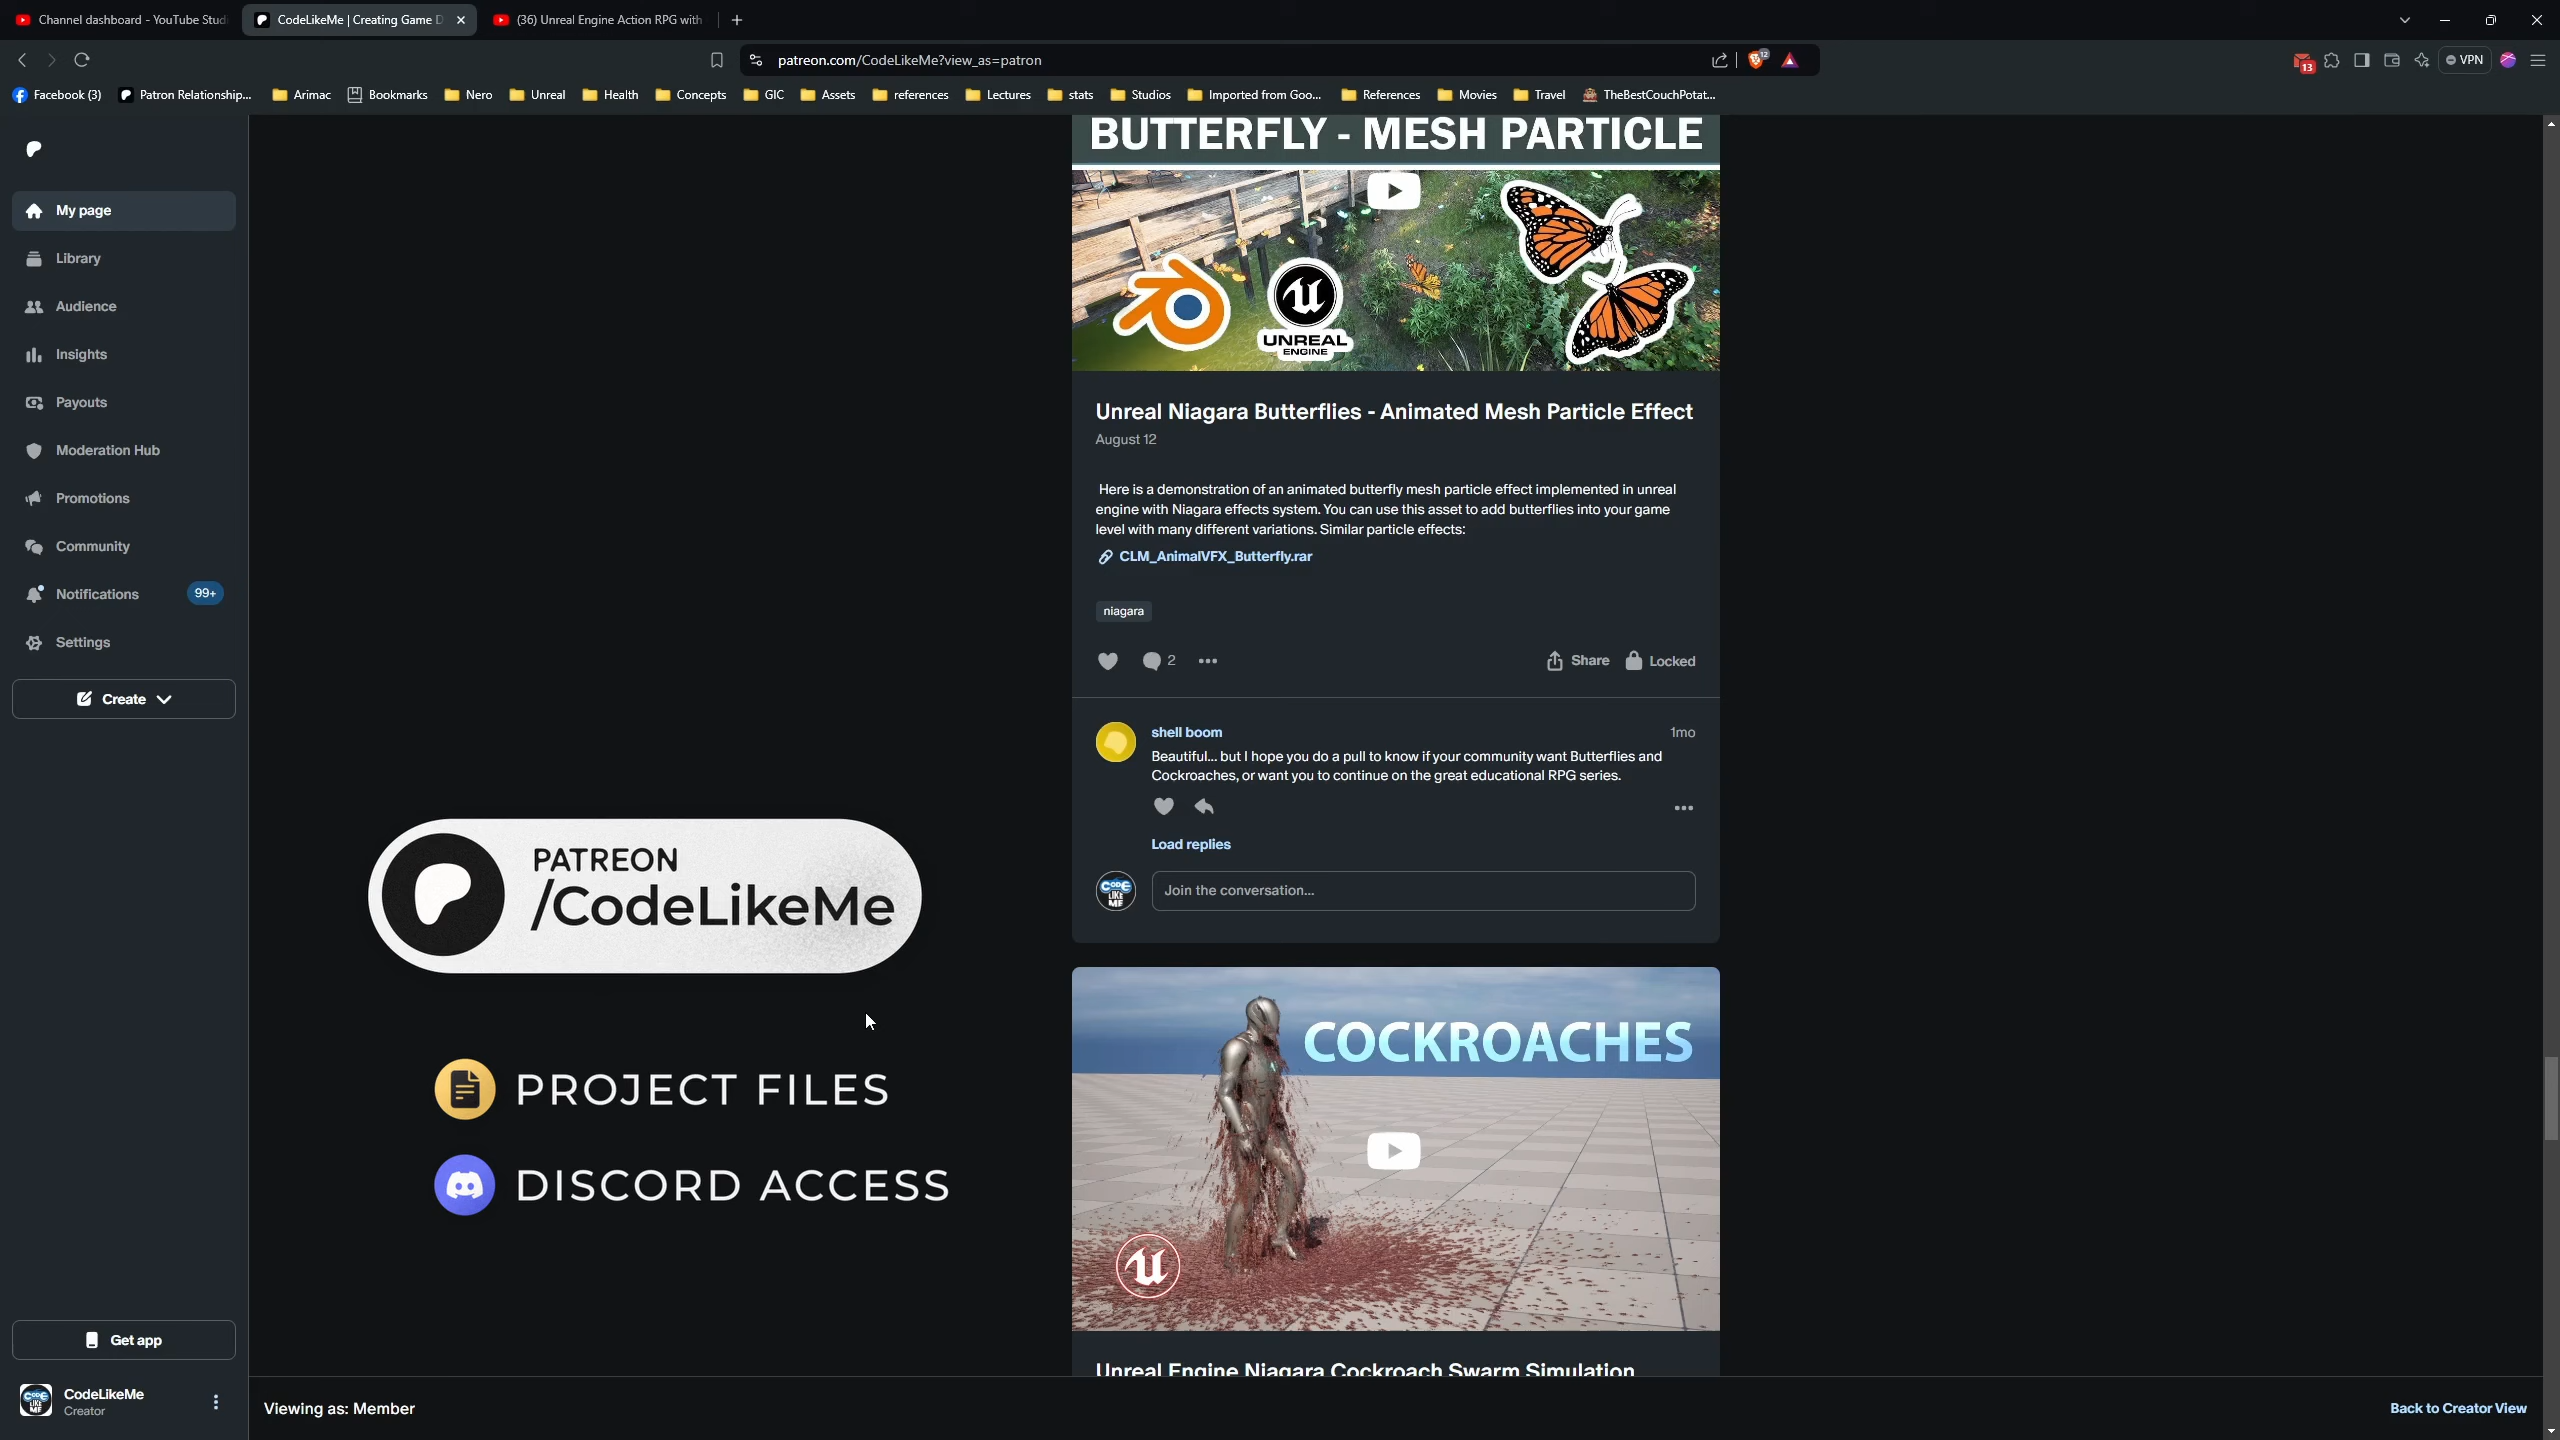 Channel dashboard - YouTube Studi
CodeLikeMe | Creating Game D
(36) Unreal Engine Action RPG with
patreon.com/CodeLikeMe?view_as=patron
12
13
VPN
Facebook (3)
Patron Relationship...
Arimac
Bookmarks
Nero
Unreal
Health
Concepts
GIC
Assets
references
Lectures
stats
Studios
Imported from Goo...
References
Movies
Travel
TheBestCouchPotat...
My page
Library
Audience
Insights
Payouts
Moderation Hub
Promotions
Community
Notifications
99+
Settings
Create
Get app
CodeLikeMe
Creator
PATREON
/CodeLikeMe
PROJECT FILES
DISCORD ACCESS
BUTTERFLY - MESH PARTICLE
UNREAL
ENGINE
Unreal Niagara Butterflies - Animated Mesh Particle Effect
August 12
Here is a demonstration of an animated butterfly mesh particle effect implemented in unreal
engine with Niagara effects system. You can use this asset to add butterflies into your game
level with many different variations. Similar particle effects:
CLM_AnimalVFX_Butterfly.rar
niagara
2
Share
Locked
shell boom
1mo
Beautiful... but I hope you do a pull to know if your community want Butterflies and
Cockroaches, or want you to continue on the great educational RPG series.
Load replies
CODE
LIKE
ME
Join the conversation...
COCKROACHES
Unreal Engine Niagara Cockroach Swarm Simulation
Viewing as: Member
Back to Creator View